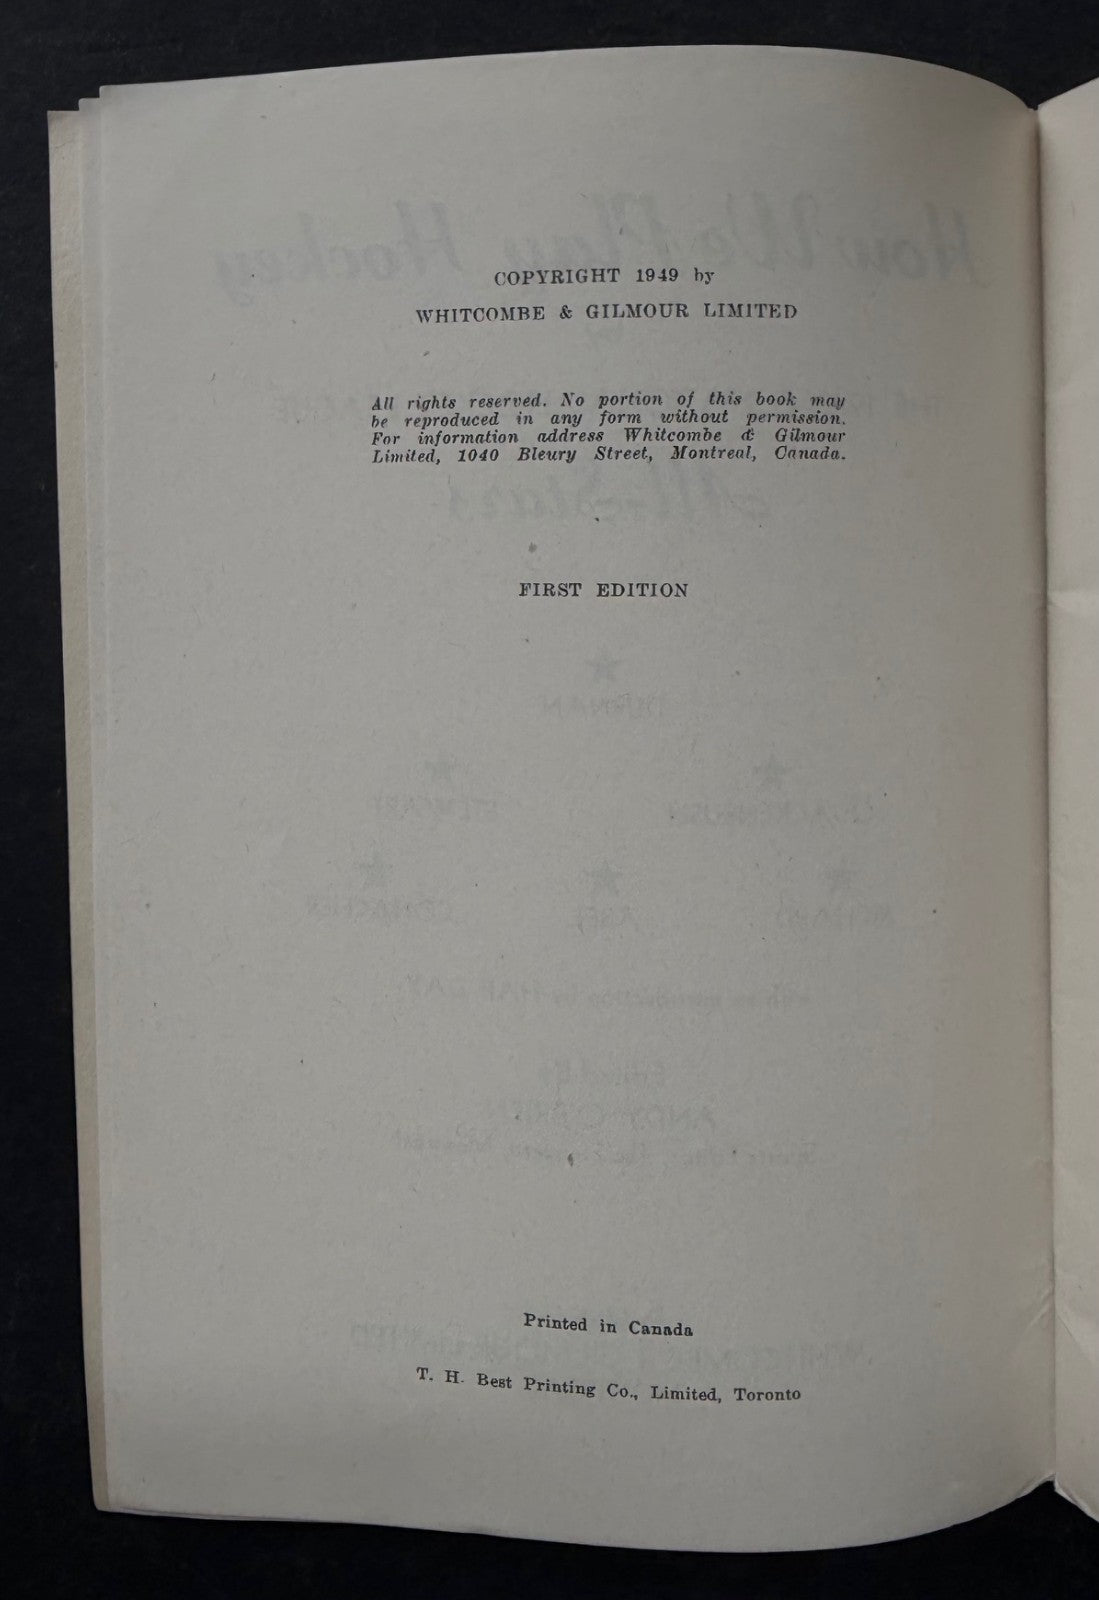 COPYRIGHT 1949 by
WHITCOMBE & GILMOUR LIMITED
All rights reserved. No portion of this book may
be reproduced in any form without permission.
For information address Whitcombe & Gilmour
Limited, 1040 Bleury Street, Montreal, Canada.
FIRST EDITION
Printed in Canada
T. H. Best Printing Co., Limited, Toronto